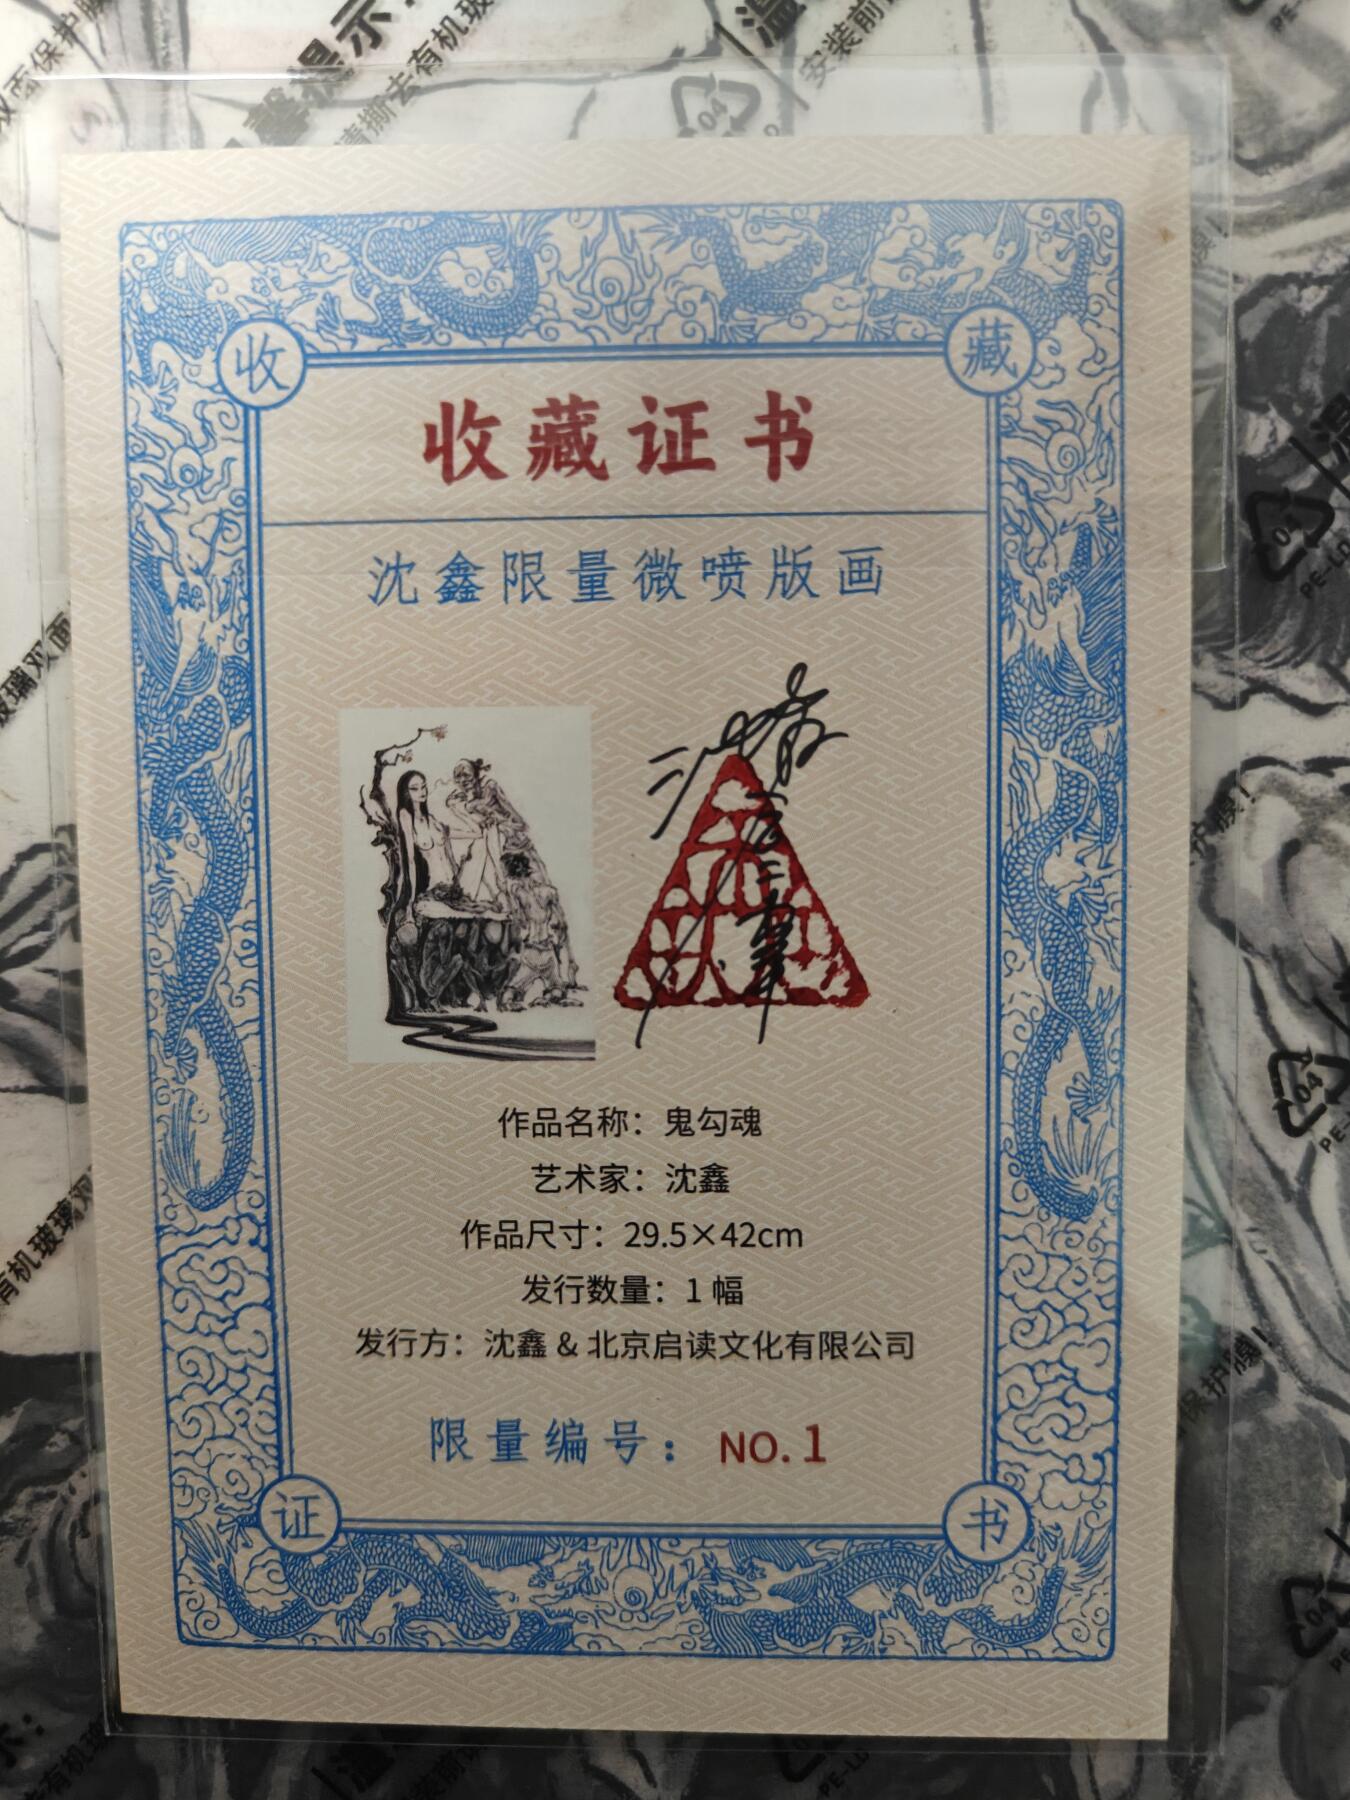 收
藏
收藏证书
沈鑫限量微喷版画
作品名称：鬼勾魂
艺术家：沈鑫
作品尺寸：29.5×42cm
发行数量：1 幅
发行方：沈鑫 & 北京启读文化有限公司
限量编号：NO.1
证
书